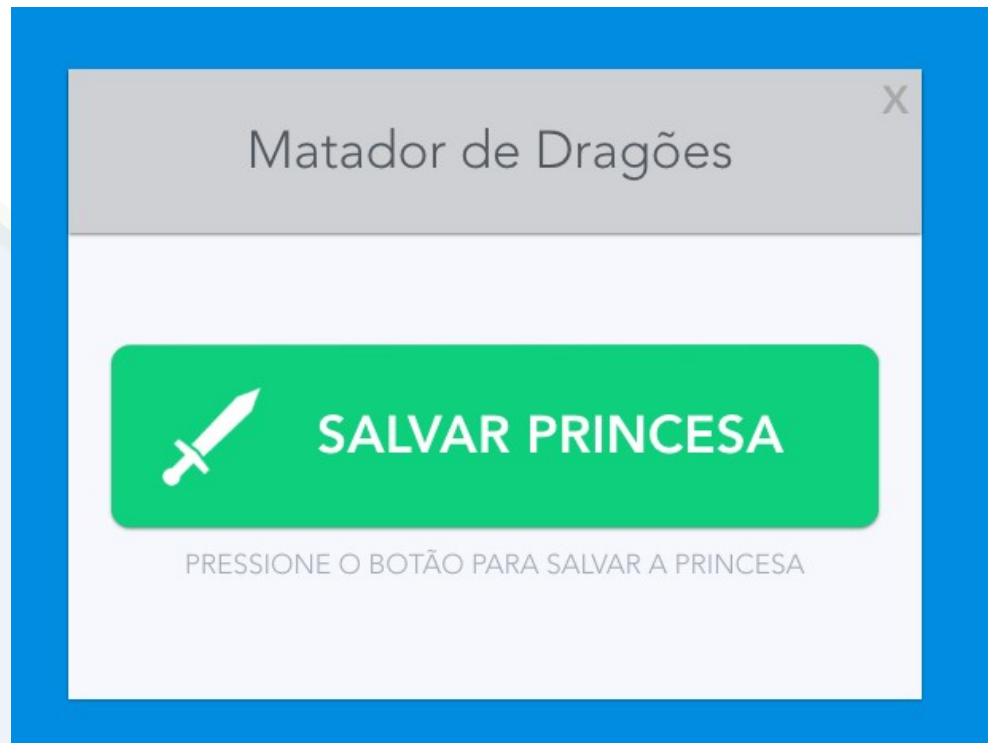 X
Matador de Dragões
SALVAR PRINCESA
PRESSIONE O BOTÃO PARA SALVAR A PRINCESA